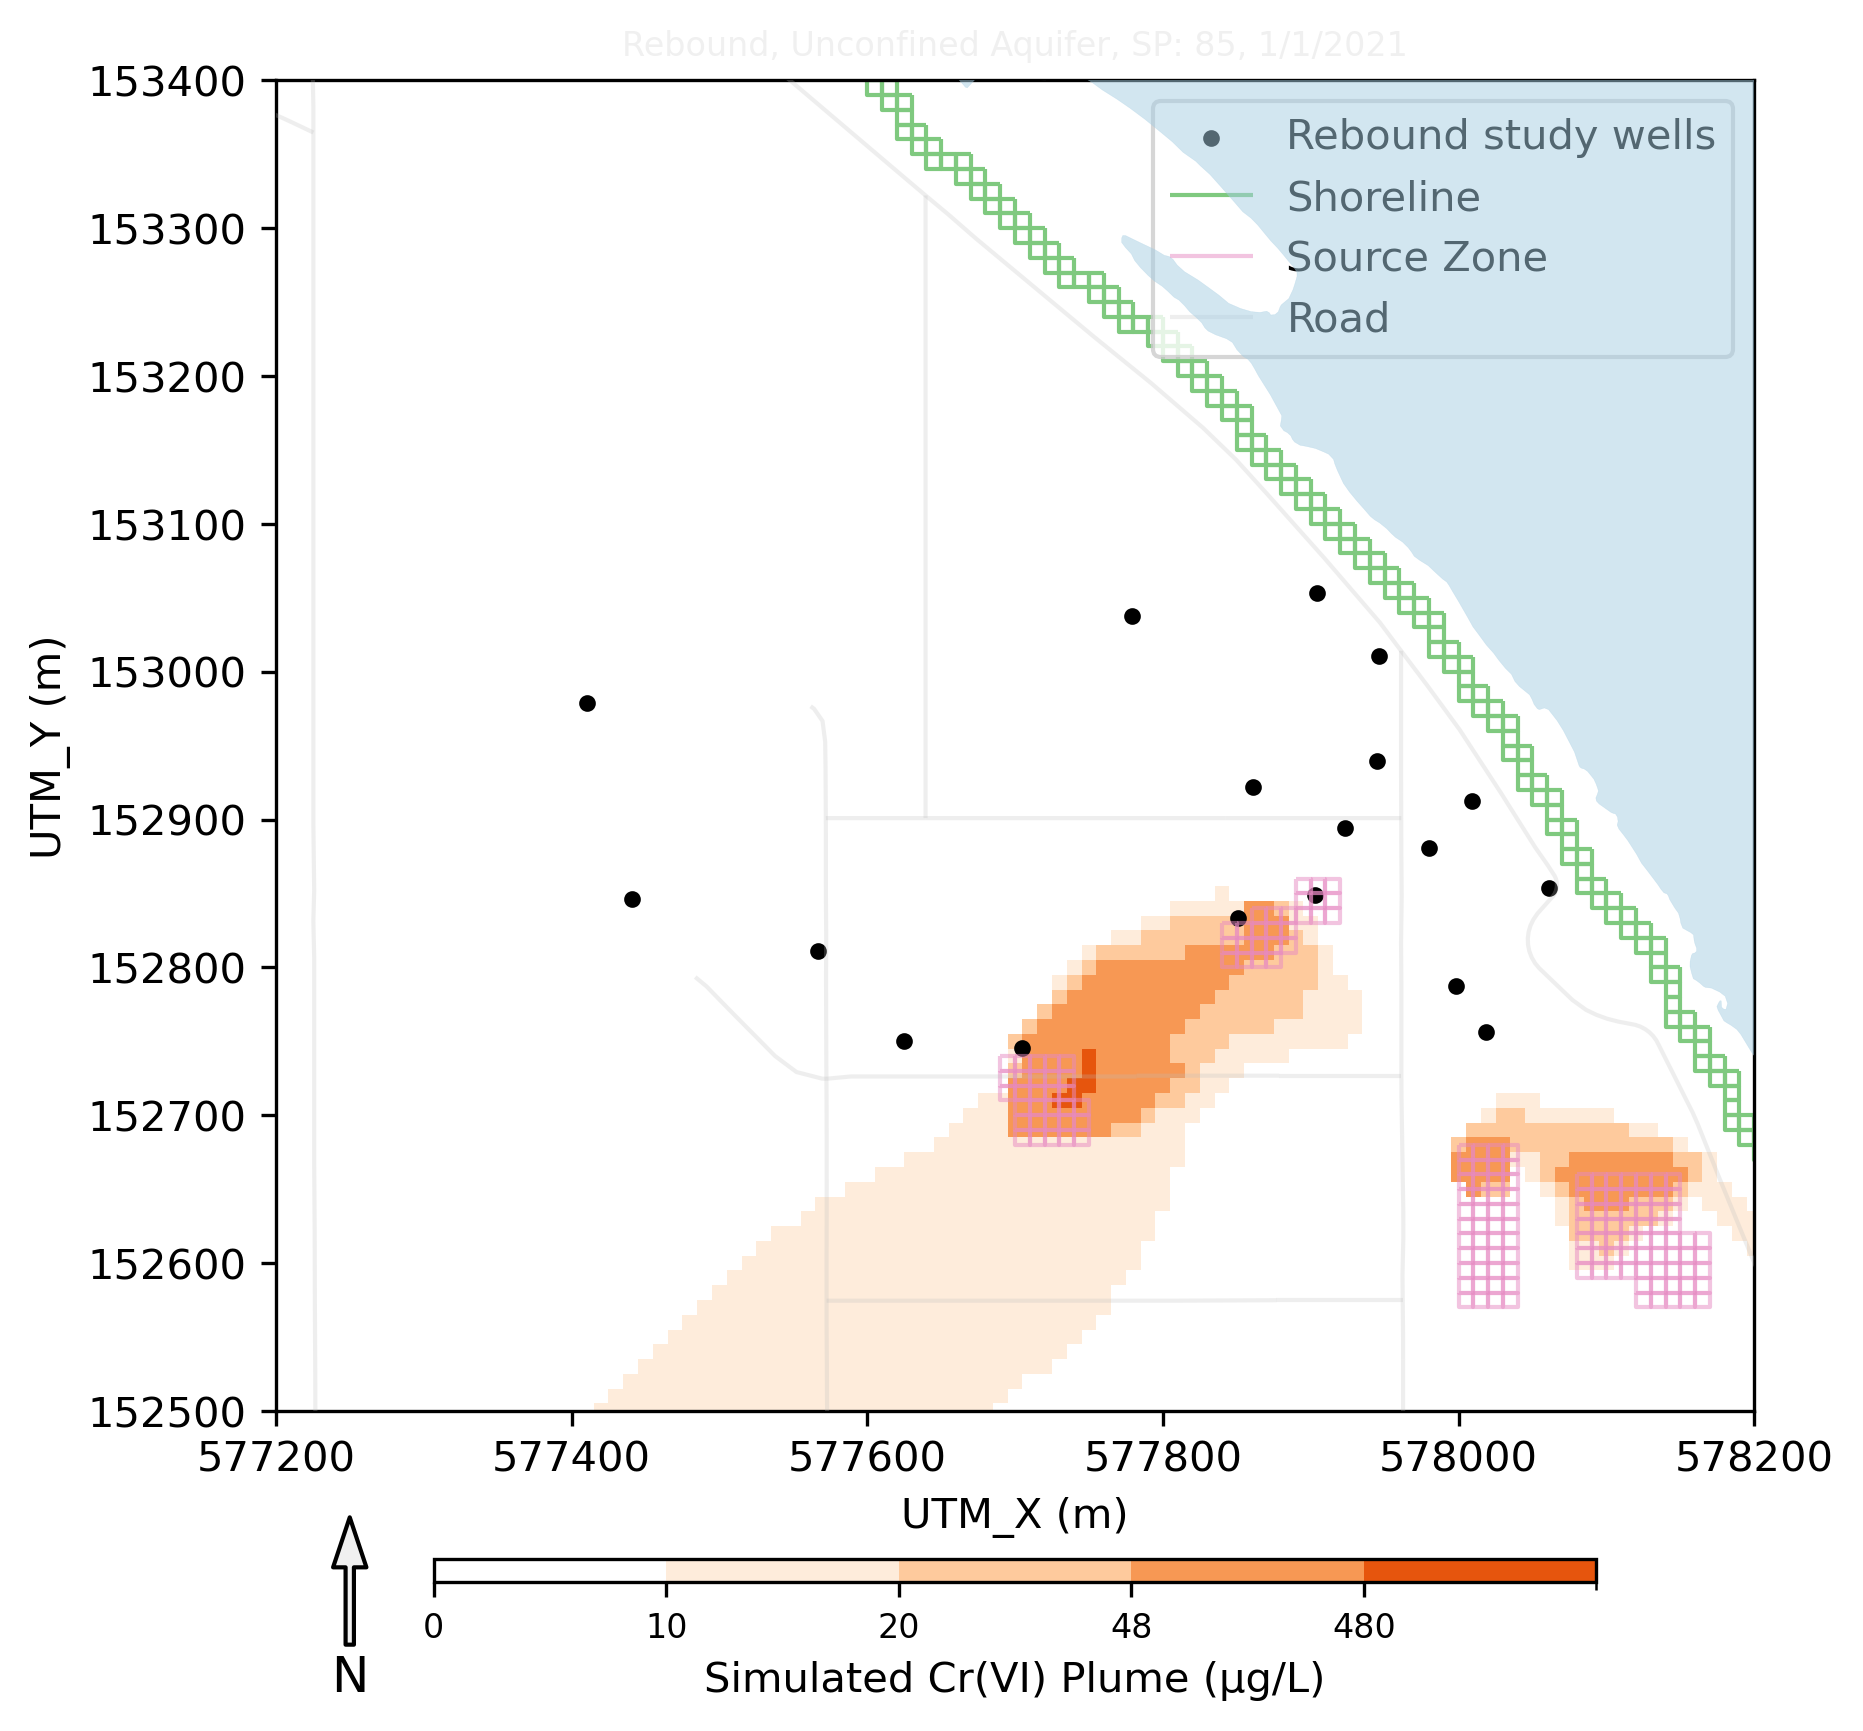 Rebound, Unconfined Aquifer, SP: 85, 1/1/2021
153400
153300
153200
153100
153000
152900
152800
152700
152600
152500
UTM_Y (m)
Rebound study wells
Shoreline
Source Zone
Road
577200 577400 577600 577800 578000 578200
UTM_X (m)
N
0 10 20 48 480
Simulated Cr(VI) Plume (μg/L)